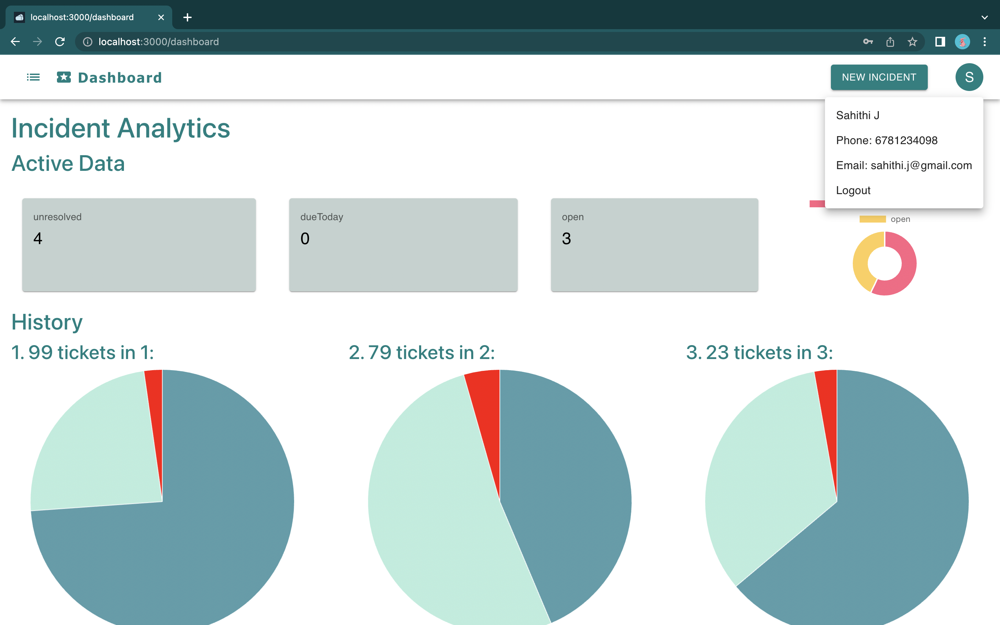 localhost:3000/dashboard
localhost:3000/dashboard
Dashboard
NEW INCIDENT
S
Sahithi J
Phone: 6781234098
Email: sahithi.j@gmail.com
Logout
Incident Analytics
Active Data
unresolved
4
dueToday
0
open
3
open
History
1. 99 tickets in 1:
2. 79 tickets in 2:
3. 23 tickets in 3: